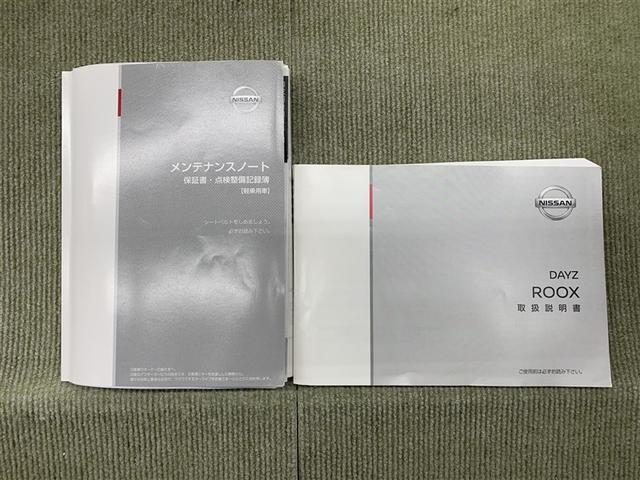 NISSAN
メンテナンスノート
保証書・点検整備記録簿
【軽乗用車】
シートベルトをしめましょう。
必ずお読み下さい。
NISSAN
DAYZ
ROOX
取扱説明書
ご使用前は必ずお読み下さい。